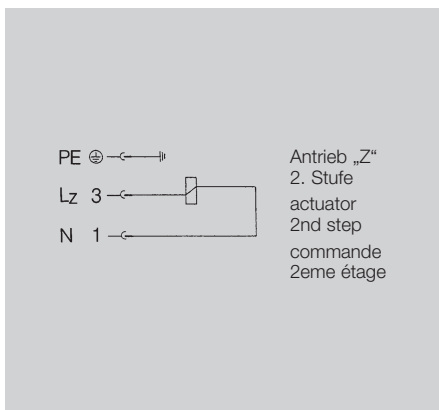 PE
Lz 3
N 1
Antrieb „Z“
2. Stufe
actuator
2nd step
commande
2eme étage